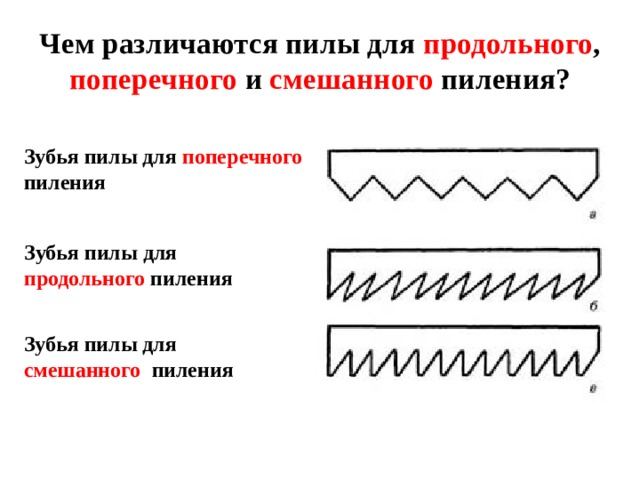 Чем различаются пилы для продольного,
поперечного и смешанного пиления?
Зубья пилы для поперечного
пиления
а
Зубья пилы для
продольного пиления
б
Зубья пилы для
смешанного пиления
в